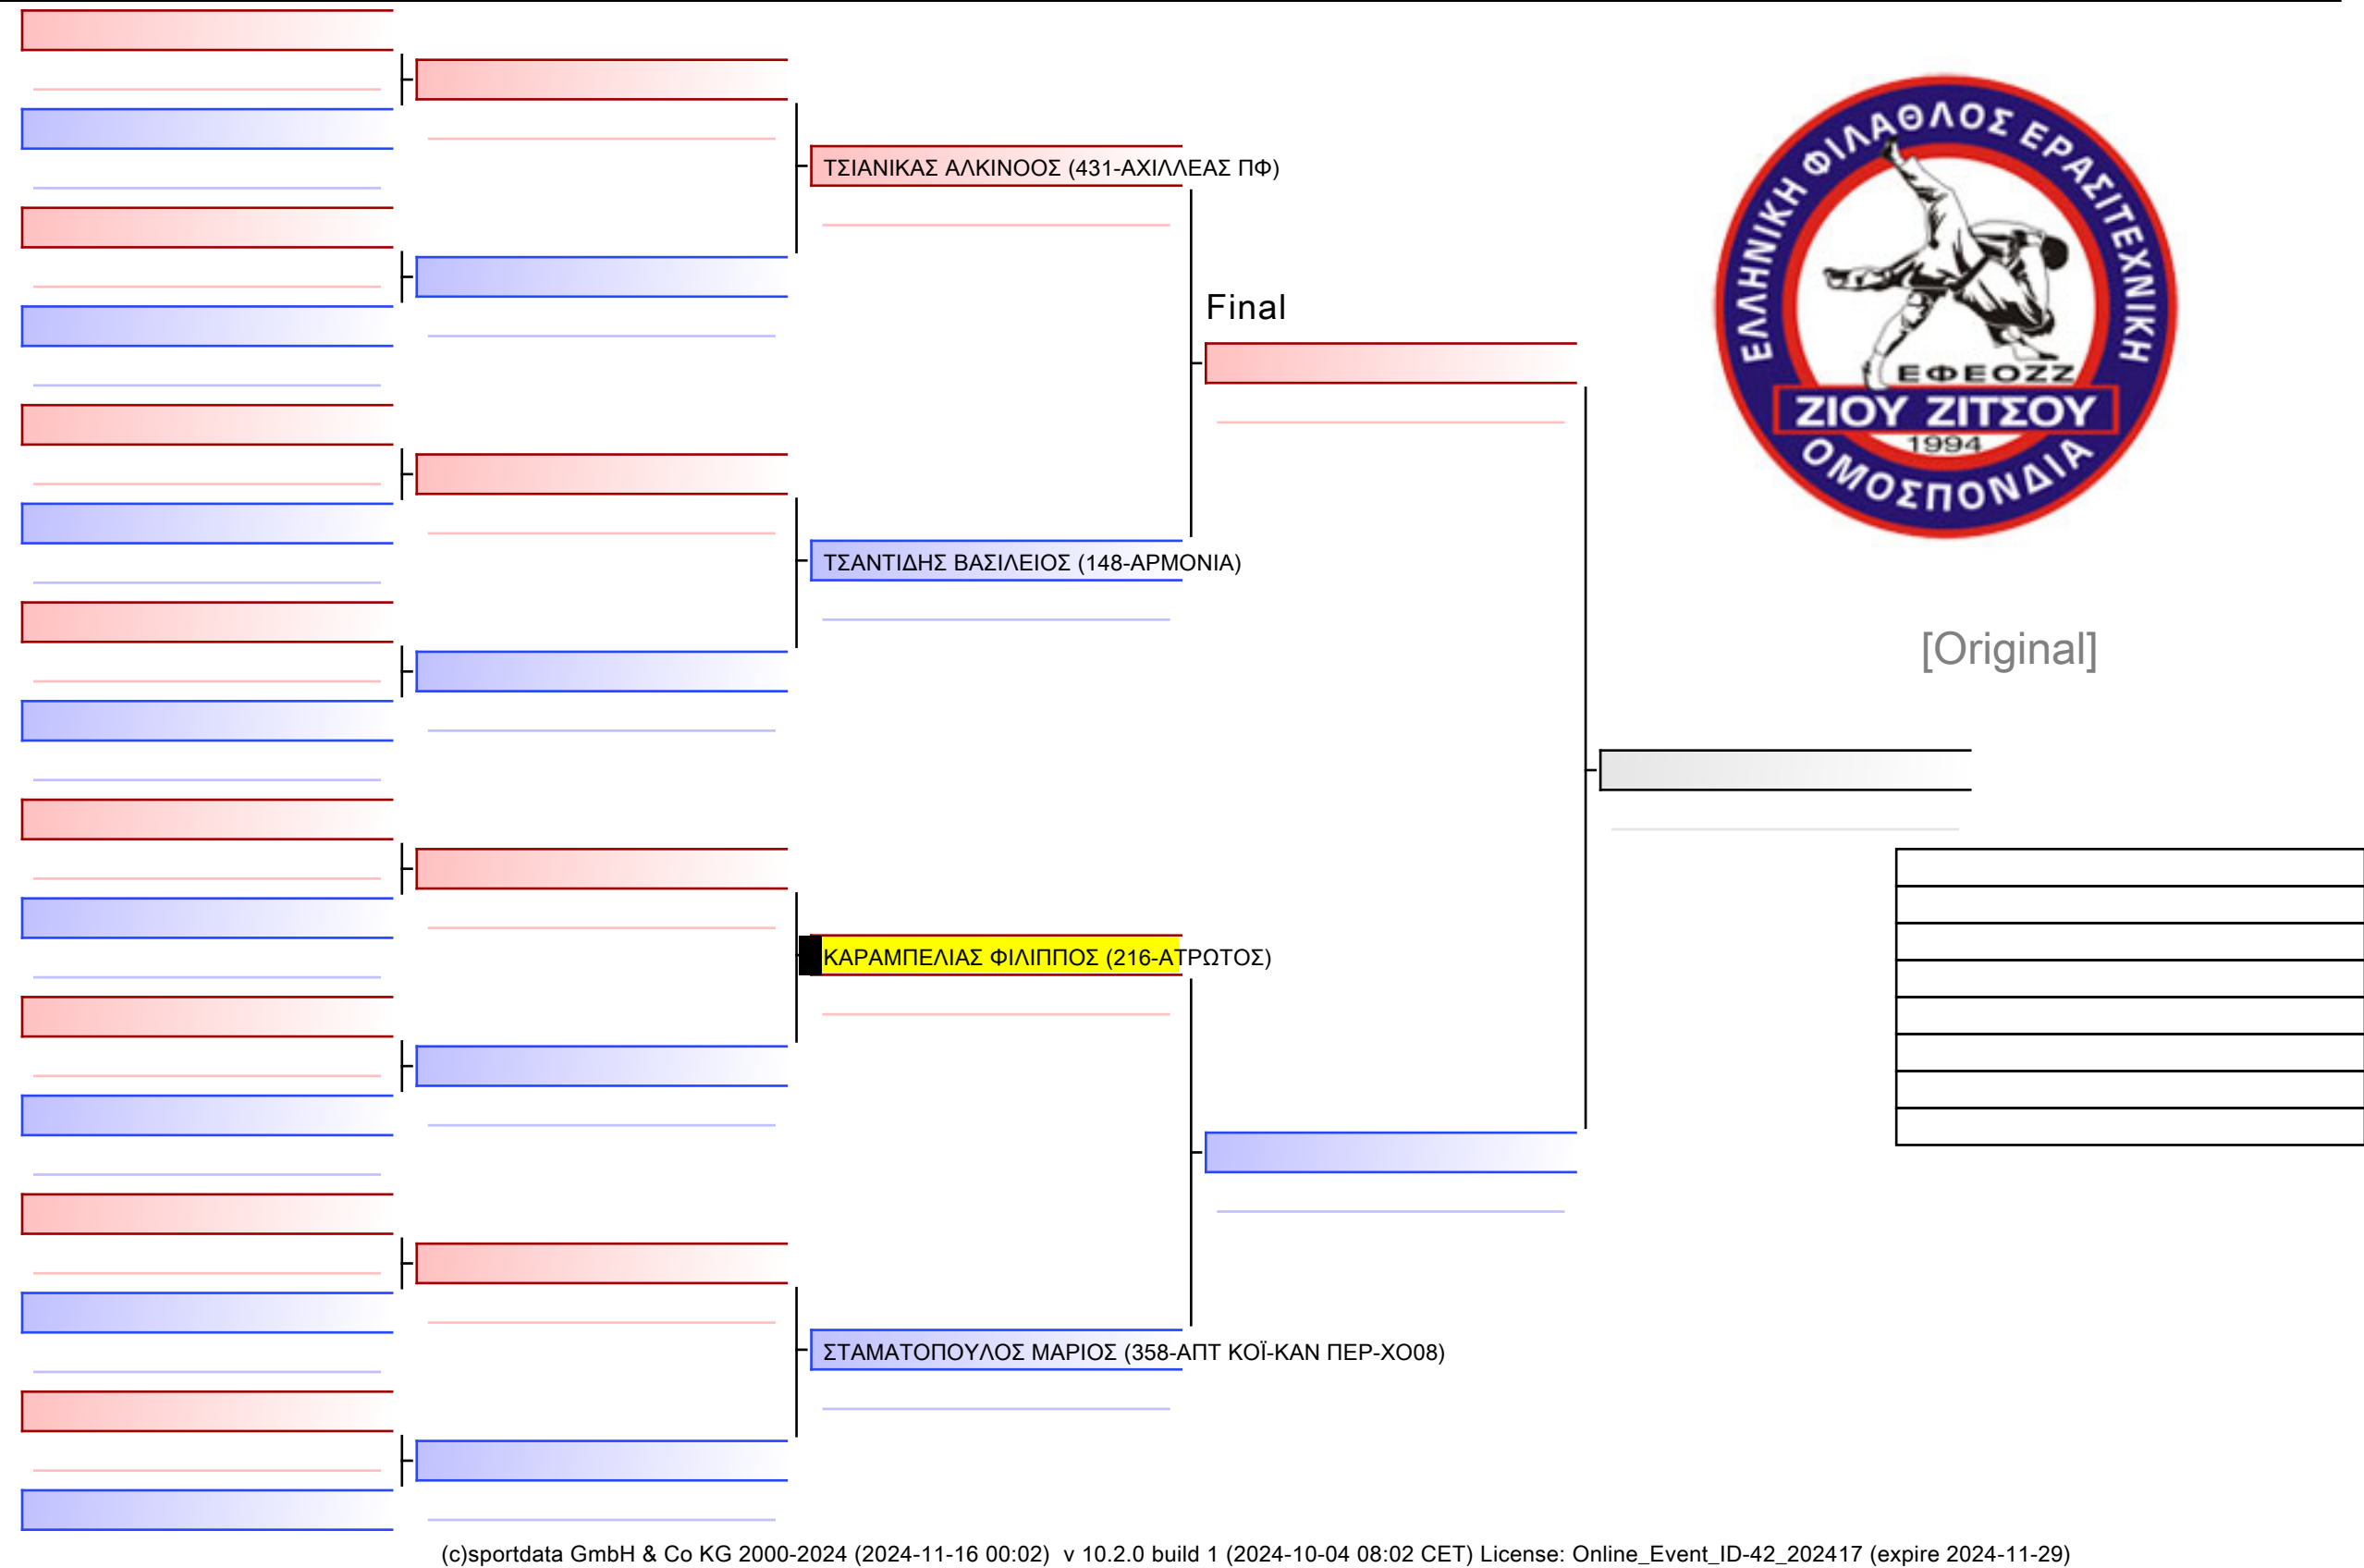 ΤΣΙΑΝΙΚΑΣ ΑΛΚΙΝΟΟΣ (431-ΑΧΙΛΛΕΑΣ ΠΦ)
Final
ΤΣΑΝΤΙΔΗΣ ΒΑΣΙΛΕΙΟΣ (148-ΑΡΜΟΝΙΑ)
ΚΑΡΑΜΠΕΛΙΑΣ ΦΙΛΙΠΠΟΣ (216-ΑΤΡΩΤΟΣ)
ΣΤΑΜΑΤΟΠΟΥΛΟΣ ΜΑΡΙΟΣ (358-ΑΠΤ ΚΟΪ-ΚΑΝ ΠΕΡ-ΧΟ08)
ΕΛΛΗΝΙΚΗ ΦΙΛΑΘΛΟΣ ΕΡΑΣΙΤΕΧΝΙΚΗ
ΕΦΕΟΖΖ
ΖΙΟΥ ΖΙΤΣΟΥ
1994
ΟΜΟΣΠΟΝΔΙΑ
[Original]
(c)sportdata GmbH & Co KG 2000-2024 (2024-11-16 00:02) v 10.2.0 build 1 (2024-10-04 08:02 CET) License: Online_Event_ID-42_202417 (expire 2024-11-29)